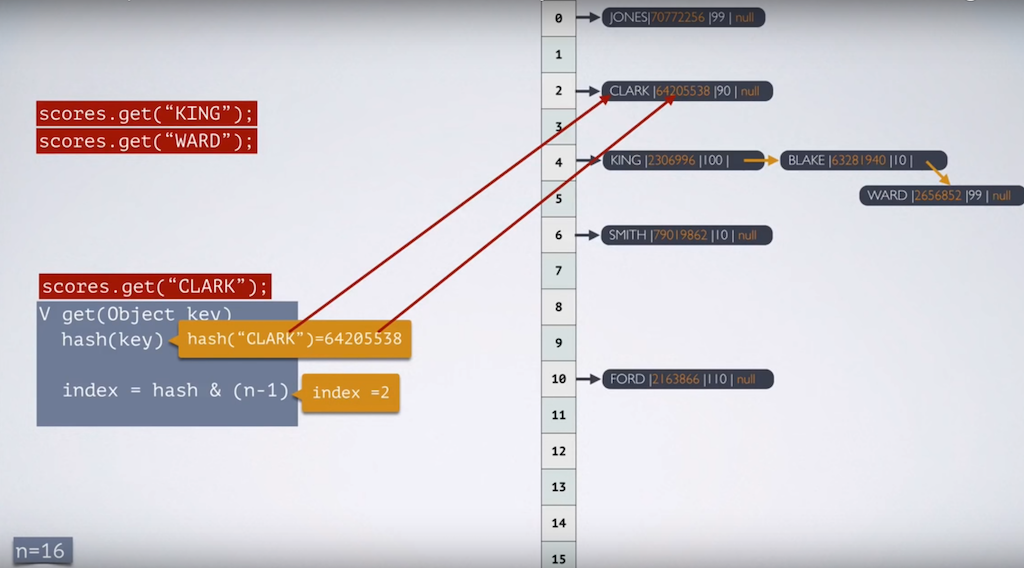 scores.get(“KING”);
scores.get(“WARD”);
scores.get(“CLARK”);
V get(Object key)
hash(key)
hash(“CLARK”)=64205538
index = hash & (n-1)
index =2
n=16
0
JONES|70772256 |99 | null
1
2
CLARK |64205538 |90 | null
3
4
KING |2306996 |100 |
BLAKE |63281940 |10 |
WARD |2656852 |99 | null
5
6
SMITH |79019862 |10 | null
7
8
9
10
FORD |2163866 |110 | null
11
12
13
14
15